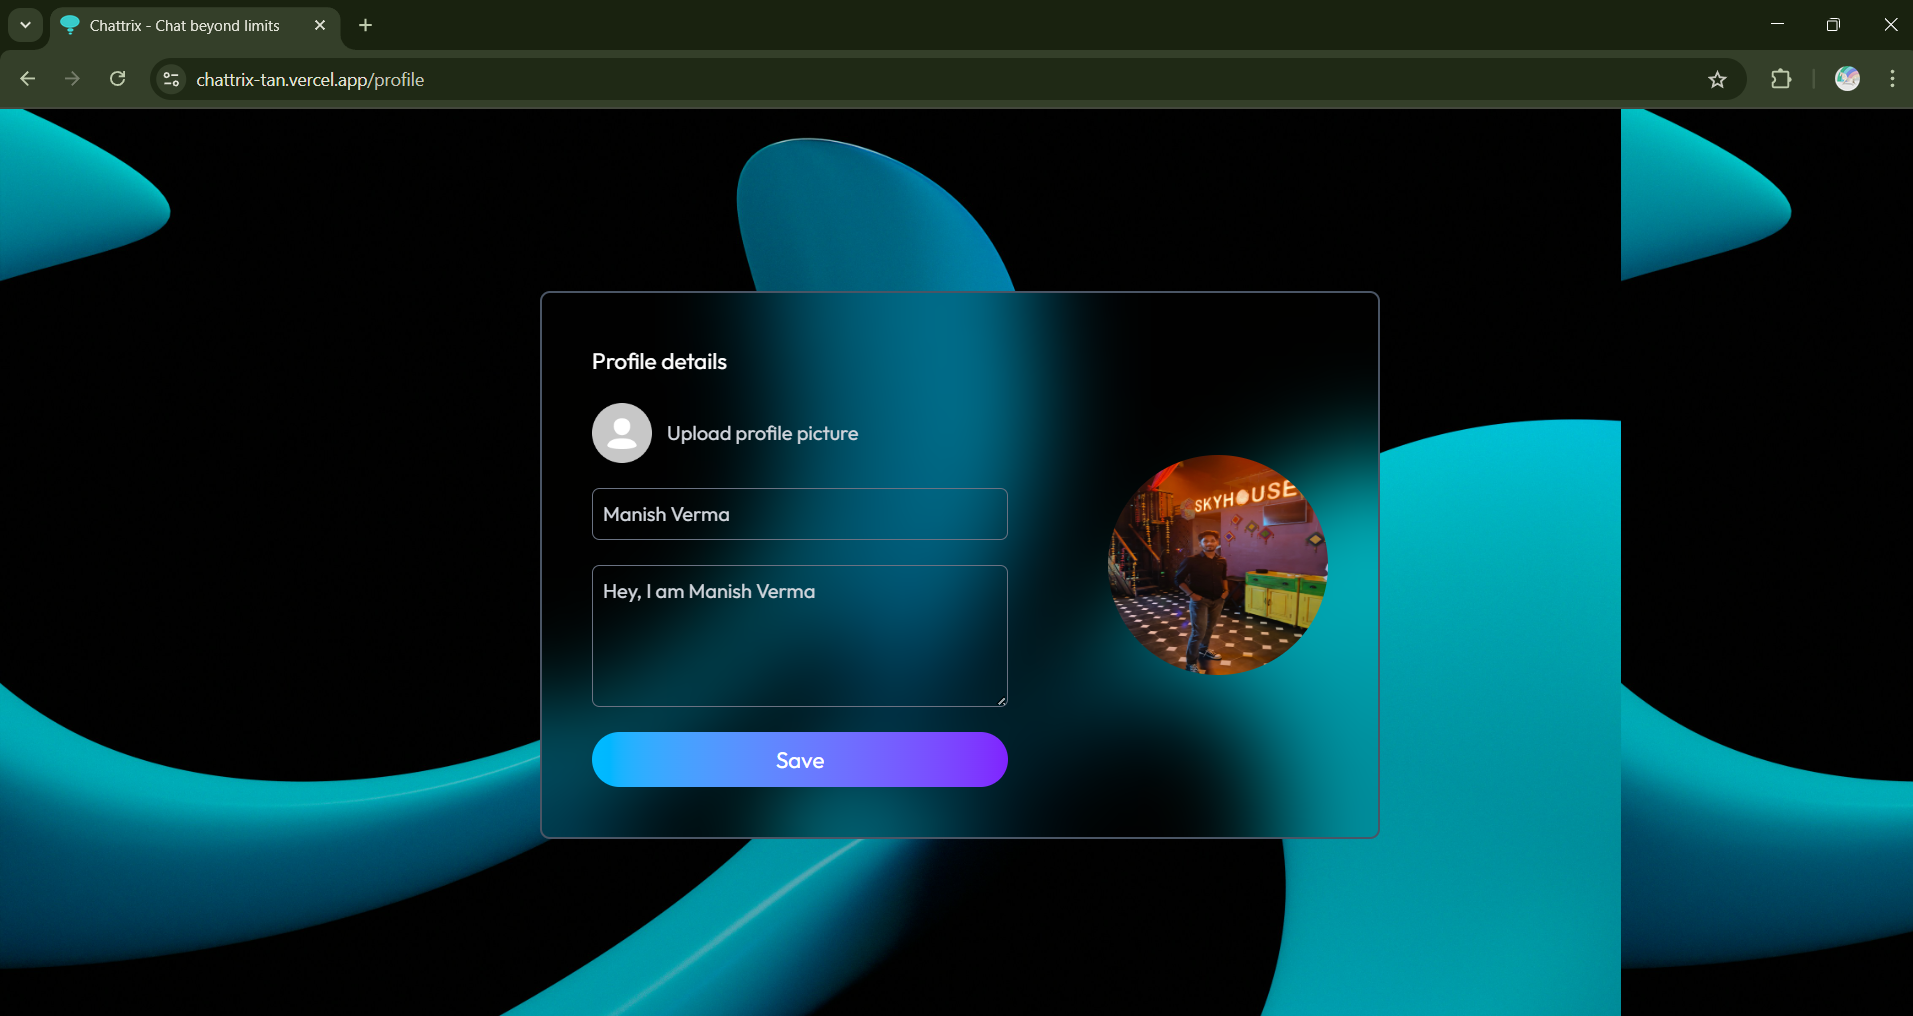 Chattrix - Chat beyond limits
chattrix-tan.vercel.app/profile
Profile details
Upload profile picture
Manish Verma
Hey, I am Manish Verma
Save
SKYHOUSE